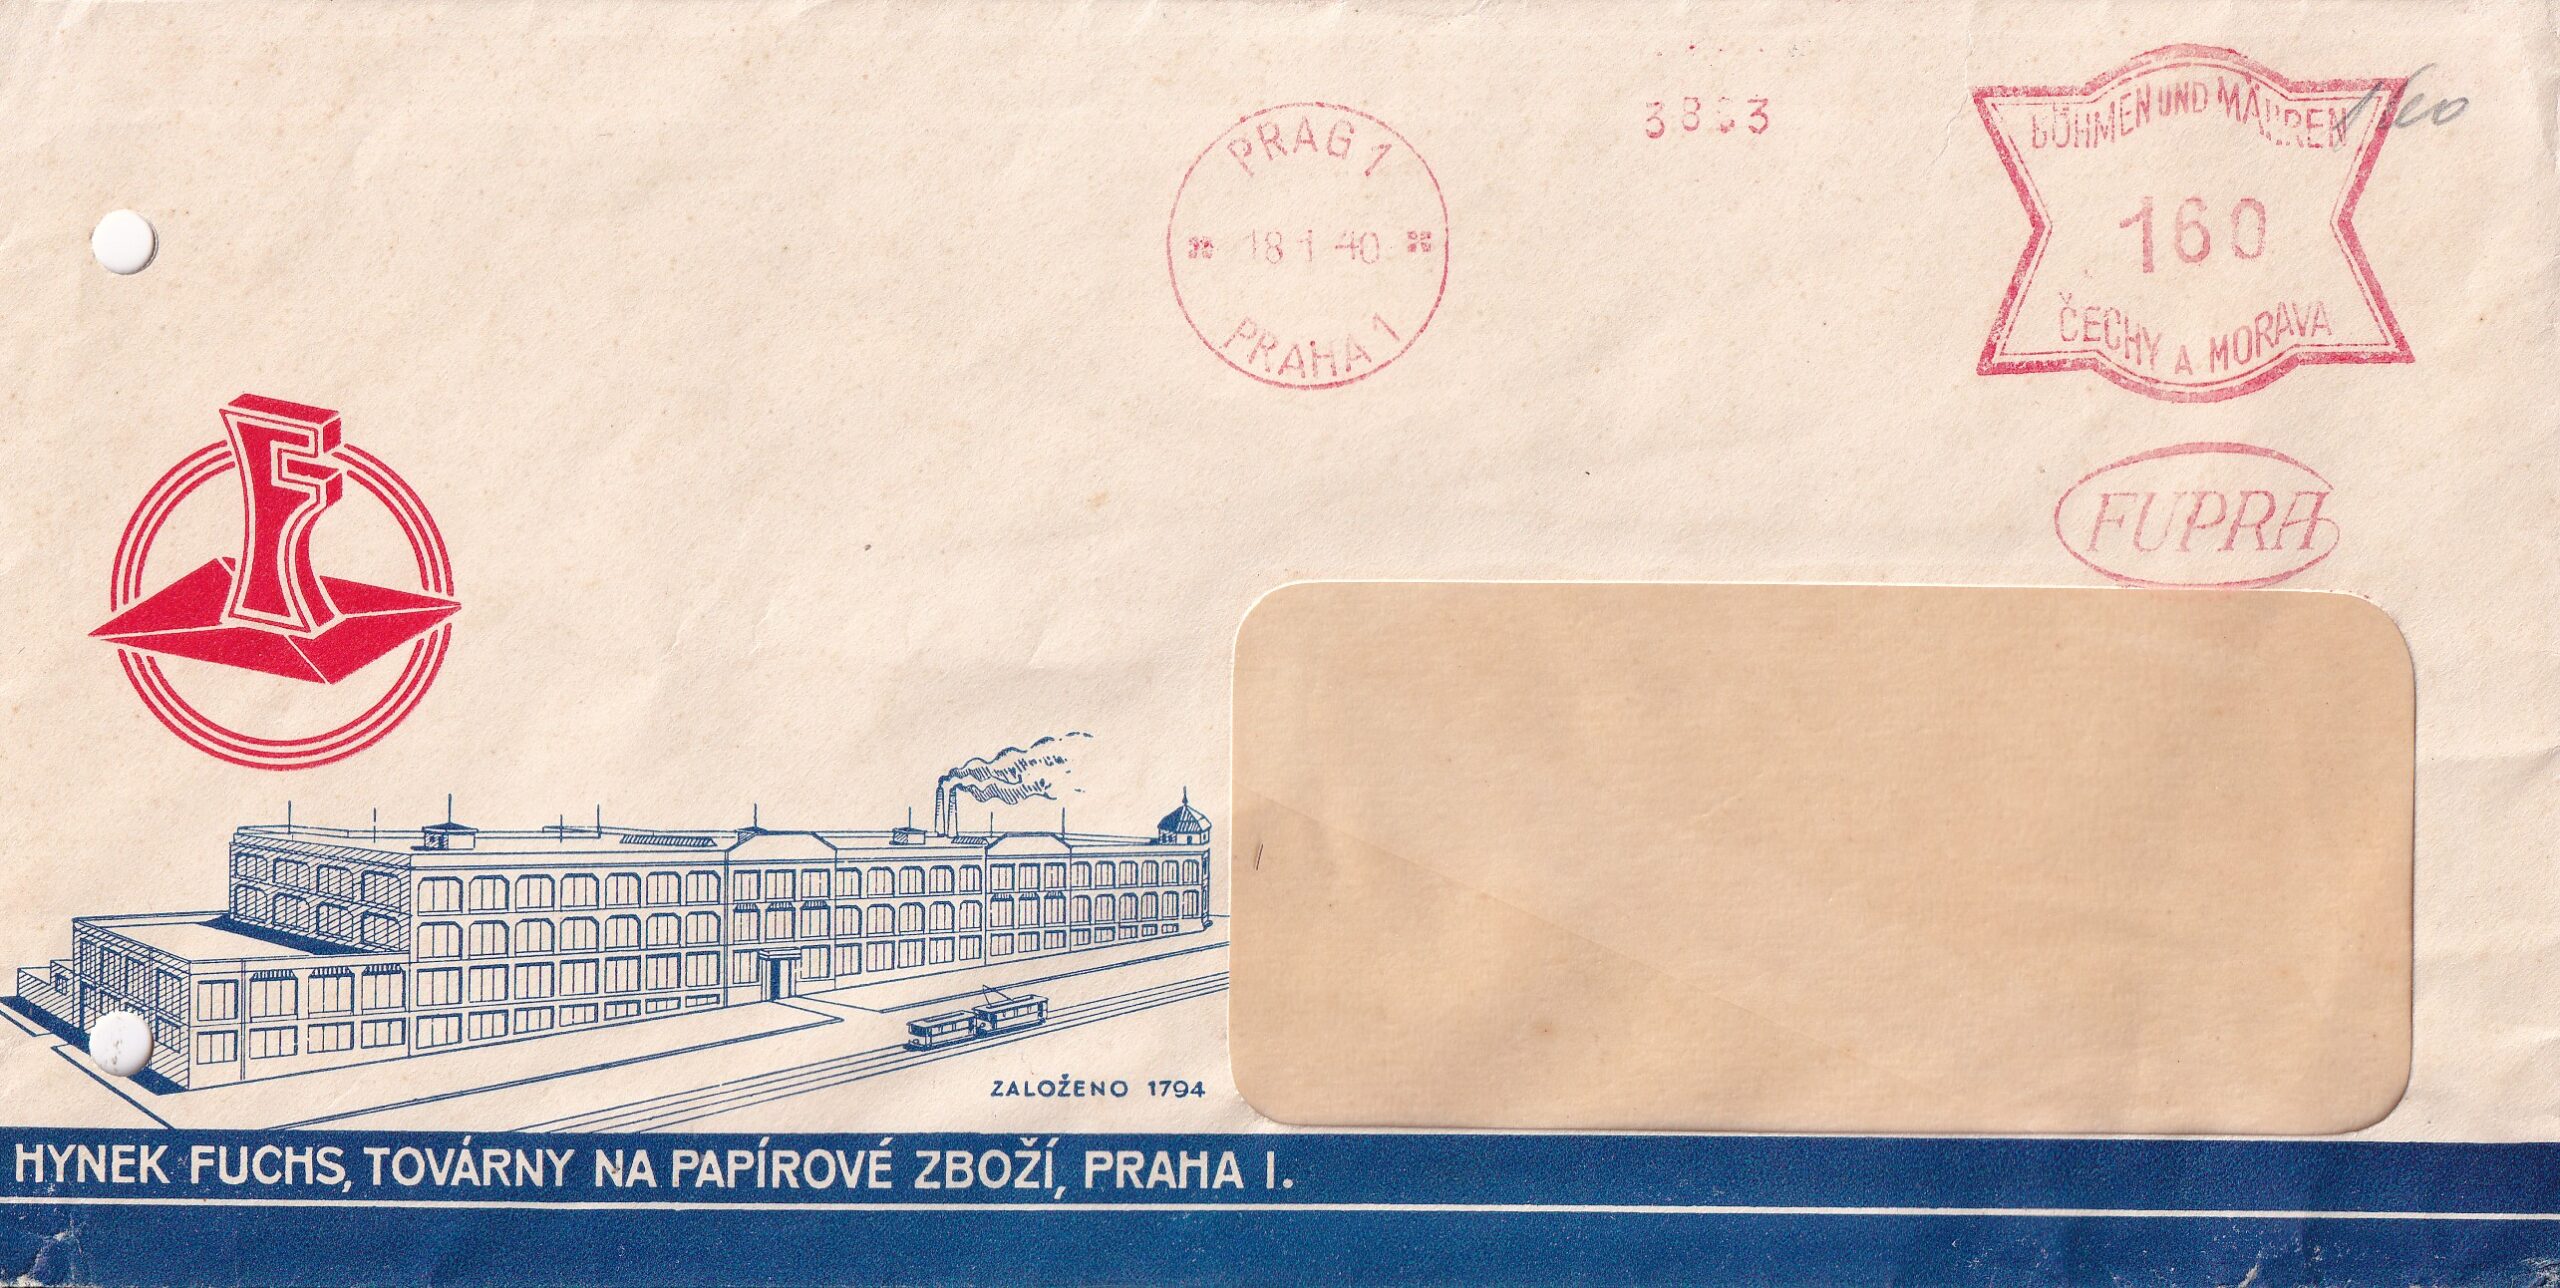 PRAG 1
18 1 40
PRAHA 1
BÖHMEN UND MÄHREN
160
ČECHY A MORAVA
FUPRA
F
ZALOŽENO 1794
HYNEK FUCHS, TOVÁRNY NA PAPÍROVÉ ZBOŽÍ, PRAHA I.